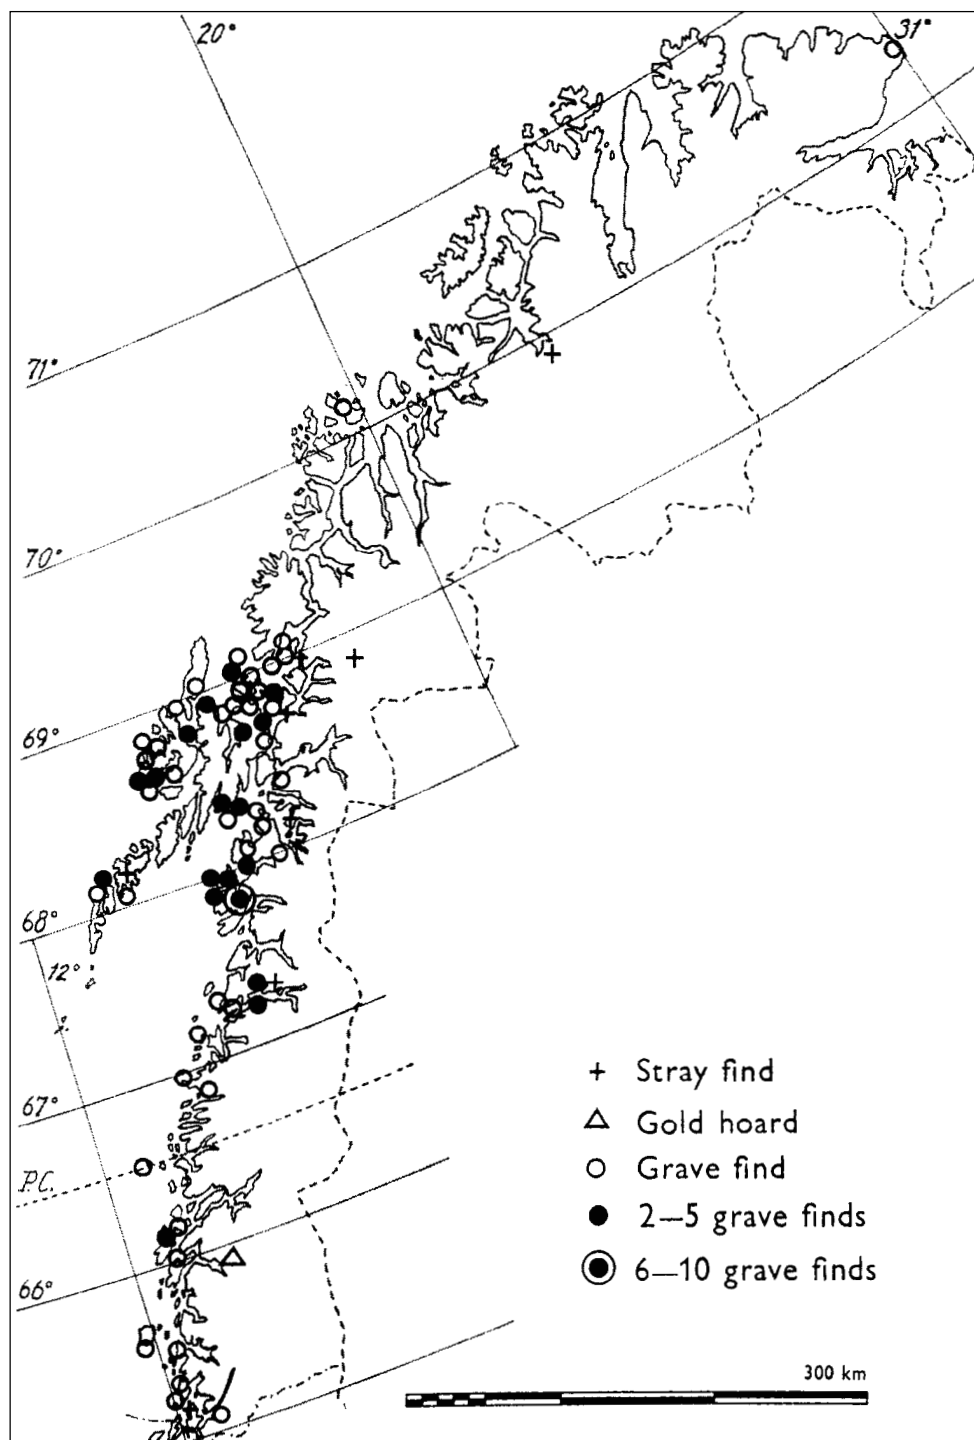 20°
31°
71°
70°
69°
68°
12°
67°
P.C.
66°
+ Stray find
△ Gold hoard
○ Grave find
● 2—5 grave finds
◉ 6—10 grave finds
300 km